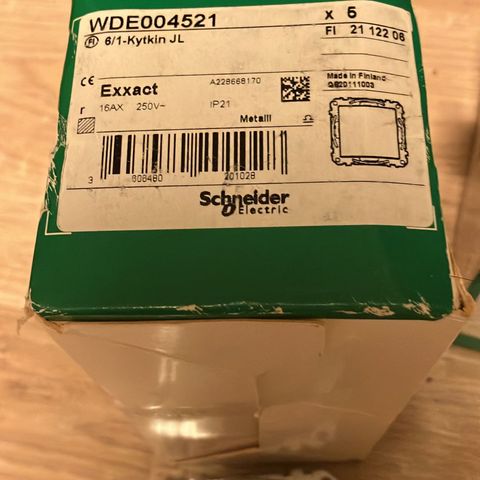 WDE004521
x 5
FI 6/1-Kytkin JL
FI 21 122 06
CE
Exxact
A228668170
Made in Finland
r 16AX 250V~ IP21
Metalli
3 606480 201028
Schneider
Electric